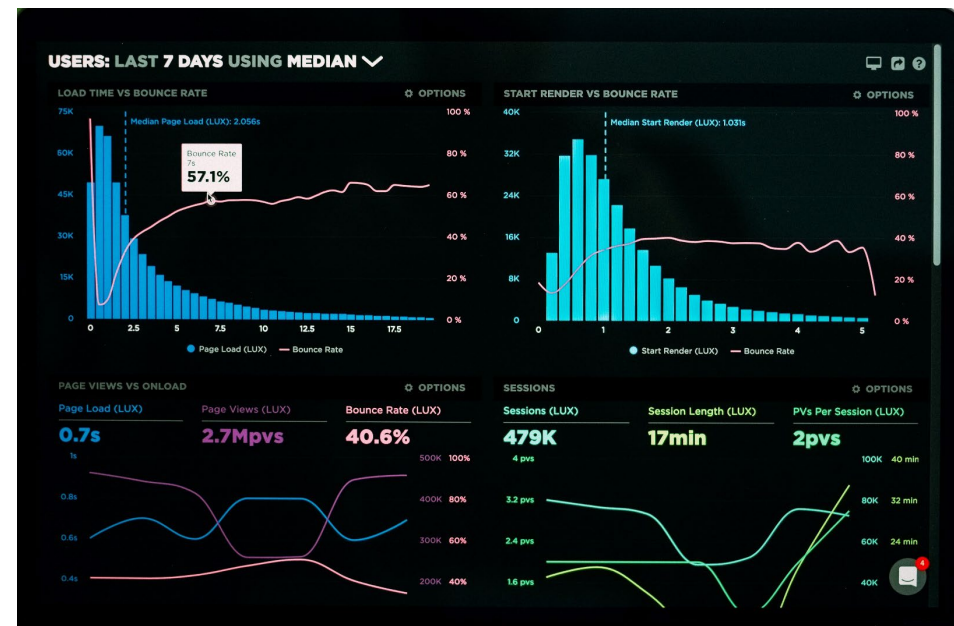 USERS: LAST 7 DAYS USING MEDIAN
LOAD TIME VS BOUNCE RATE
OPTIONS
75K
60K
45K
30K
15K
0
Median Page Load (LUX): 2.056s
Bounce Rate
7s
57.1%
100 %
80 %
60 %
40 %
20 %
0 %
0 2.5 5 7.5 10 12.5 15 17.5
Page Load (LUX) Bounce Rate
START RENDER VS BOUNCE RATE
OPTIONS
40K
32K
24K
16K
8K
0
Median Start Render (LUX): 1.031s
100 %
80 %
60 %
40 %
20 %
0 %
0 1 2 3 4 5
Start Render (LUX) Bounce Rate
PAGE VIEWS VS ONLOAD
OPTIONS
Page Load (LUX) Page Views (LUX) Bounce Rate (LUX)
0.7s 2.7Mpvs 40.6%
1s
0.8s
0.6s
0.4s
500K 100%
400K 80%
300K 60%
200K 40%
SESSIONS
OPTIONS
Sessions (LUX) Session Length (LUX) PVs Per Session (LUX)
479K 17min 2pvs
4 pvs
3.2 pvs
2.4 pvs
1.6 pvs
100K 40 min
80K 32 min
60K 24 min
40K
4